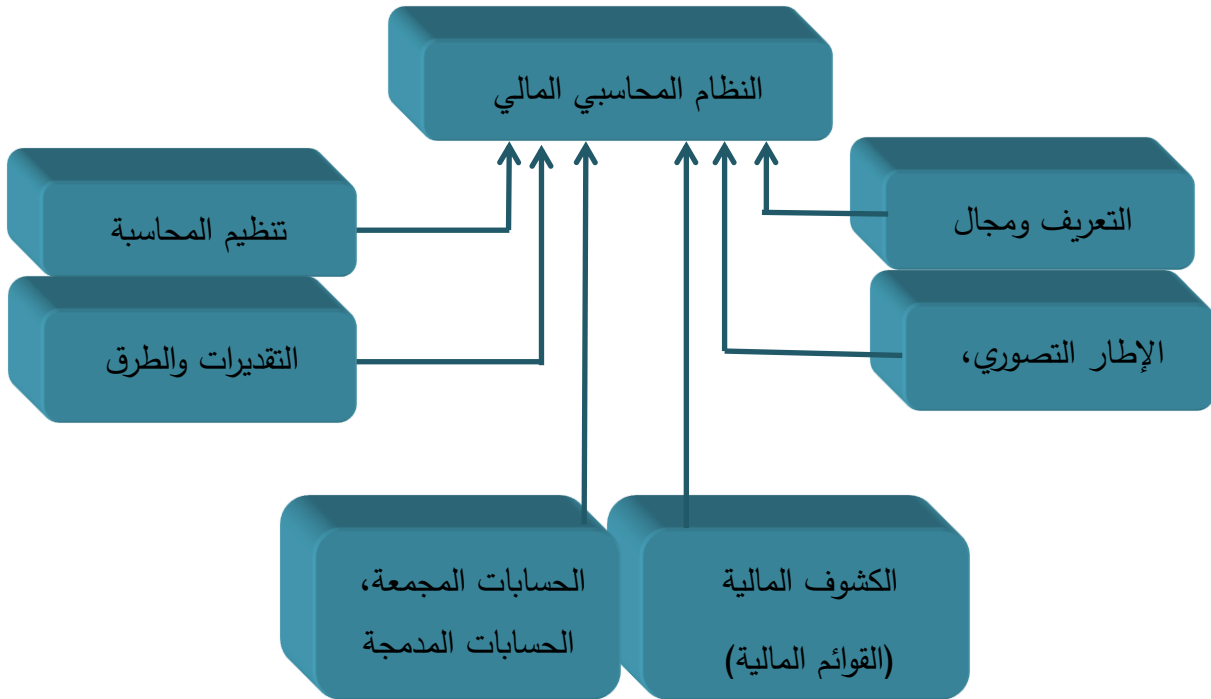 النظام المحاسبي المالي
التعريف ومجال
تنظيم المحاسبة
الإطار التصوري،
التقديرات والطرق
الكشوف المالية
(القوائم المالية)
الحسابات المجمعة،
الحسابات المدمجة